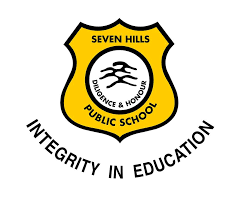 SEVEN HILLS
DILIGENCE & HONOUR
PUBLIC SCHOOL
INTEGRITY IN EDUCATION